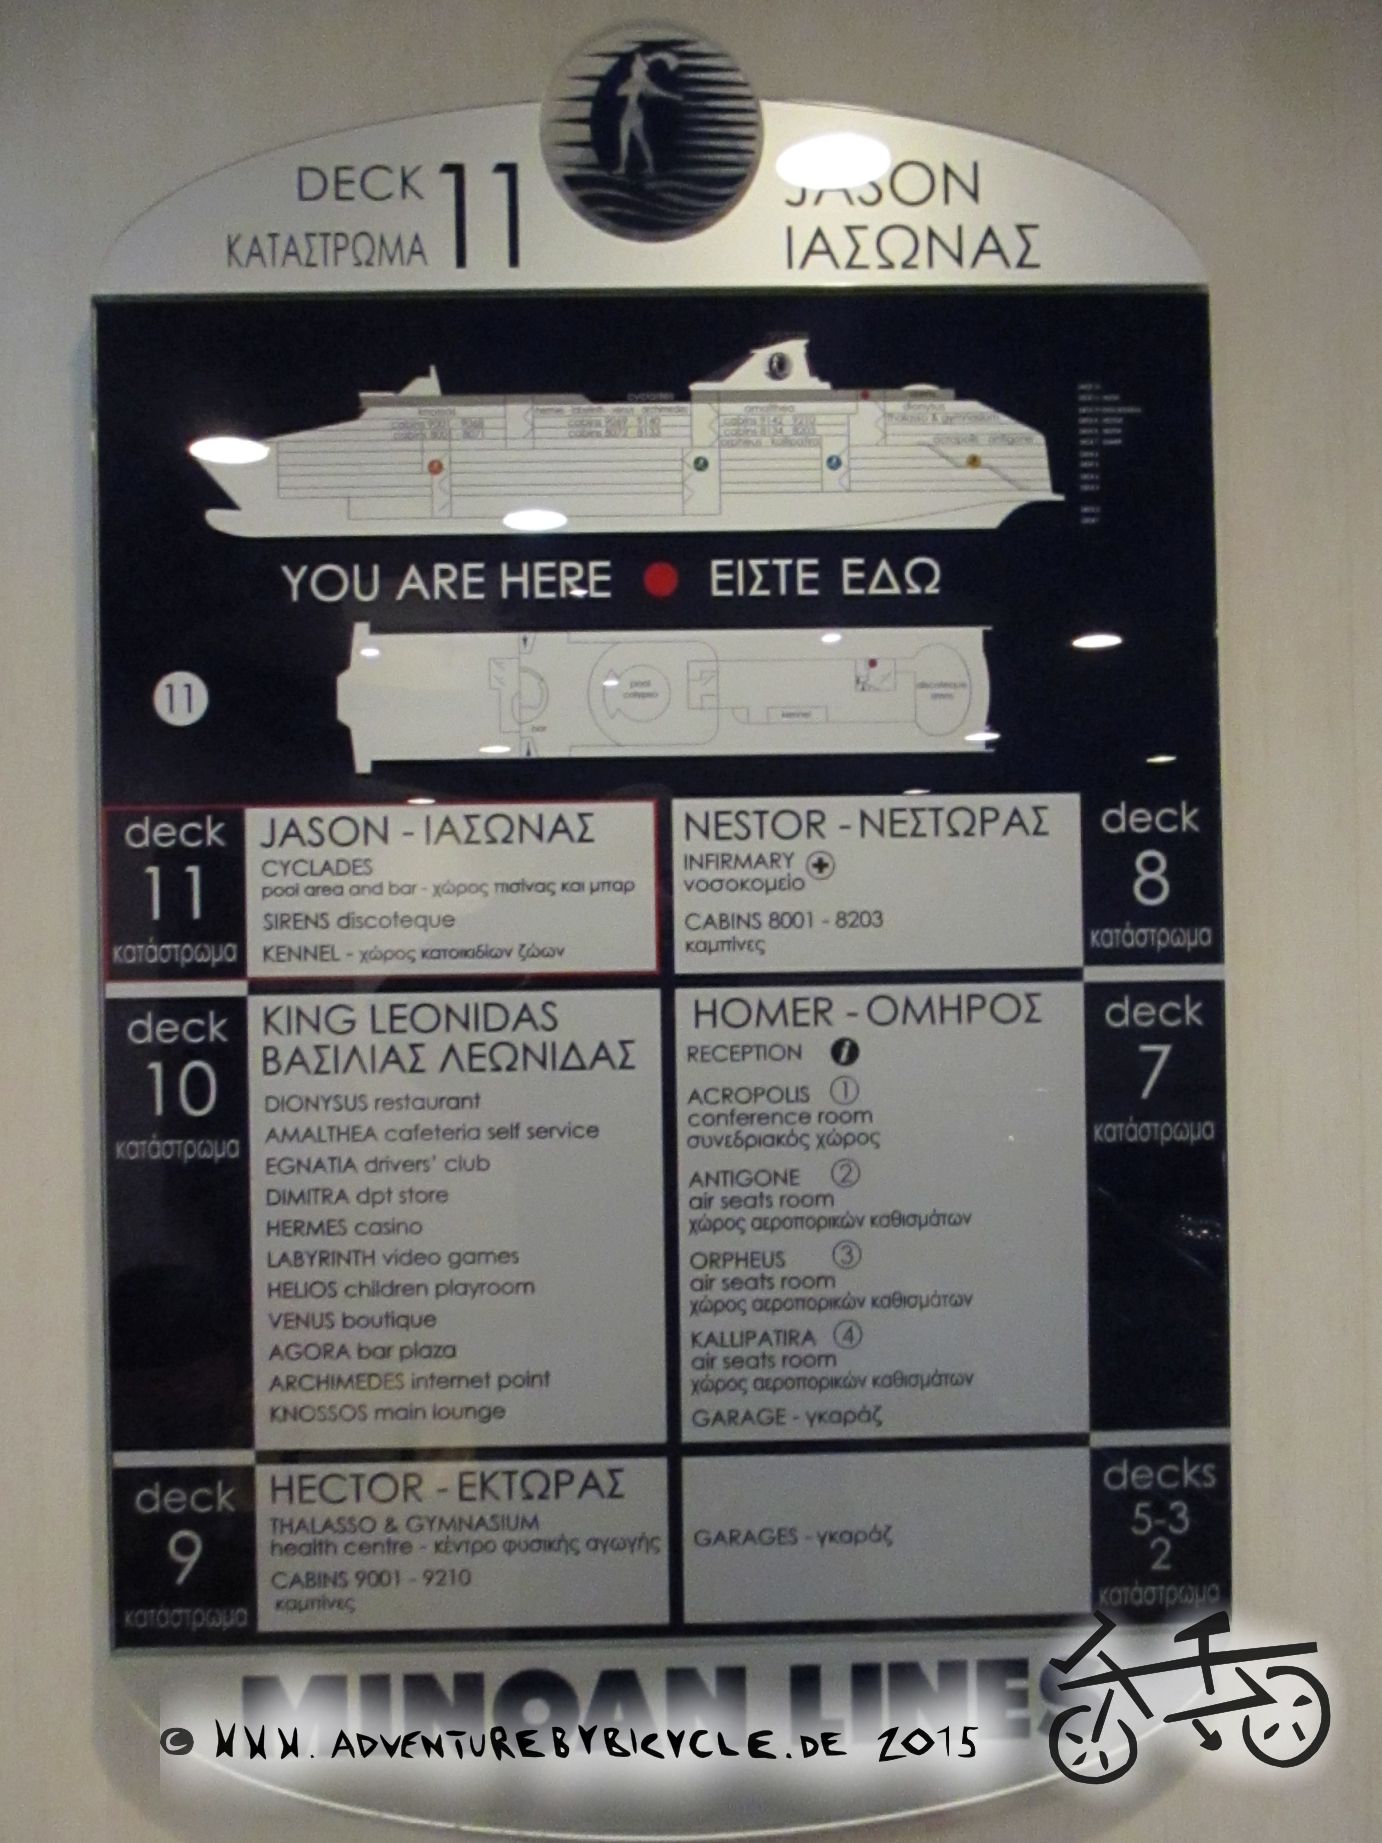 DECK 11 JASON
ΚΑΤΑΣΤΡΩΜΑ ΙΑΣΩΝΑΣ
cyclades
YOU ARE HERE ΕΙΣΤΕ ΕΔΩ
11
pool
calypso
bar
kennel
discoteque
sirens
deck
11
κατάστρωμα
JASON - ΙΑΣΩΝΑΣ
CYCLADES
pool area and bar - χώρος πισίνας και μπαρ
SIRENS discoteque
KENNEL - χώρος κατοικιδίων ζώων
NESTOR - ΝΕΣΤΩΡΑΣ
INFIRMARY
νοσοκομείο
CABINS 8001 - 8203
καμπίνες
deck
8
κατάστρωμα
deck
10
κατάστρωμα
KING LEONIDAS
ΒΑΣΙΛΙΑΣ ΛΕΩΝΙΔΑΣ
DIONYSUS restaurant
AMALTHEA cafeteria self service
EGNATIA drivers' club
DIMITRA dpt store
HERMES casino
LABYRINTH video games
HELIOS children playroom
VENUS boutique
AGORA bar plaza
ARCHIMEDES internet point
KNOSSOS main lounge
HOMER - ΟΜΗΡΟΣ
RECEPTION i
ACROPOLIS 1
conference room
συνεδριακός χώρος
ANTIGONE 2
air seats room
χώρος αεροπορικών καθισμάτων
ORPHEUS 3
air seats room
χώρος αεροπορικών καθισμάτων
KALLIPATIRA 4
air seats room
χώρος αεροπορικών καθισμάτων
GARAGE - γκαράζ
deck
7
κατάστρωμα
deck
9
κατάστρωμα
HECTOR - ΕΚΤΩΡΑΣ
THALASSO & GYMNASIUM
health centre - κέντρο φυσικής αγωγής
CABINS 9001 - 9210
καμπίνες
GARAGES - γκαράζ
decks
5-3
2
κατάστρωμα
MINOAN LINES
© WWW.ADVENTUREBYBICYCLE.DE 2015